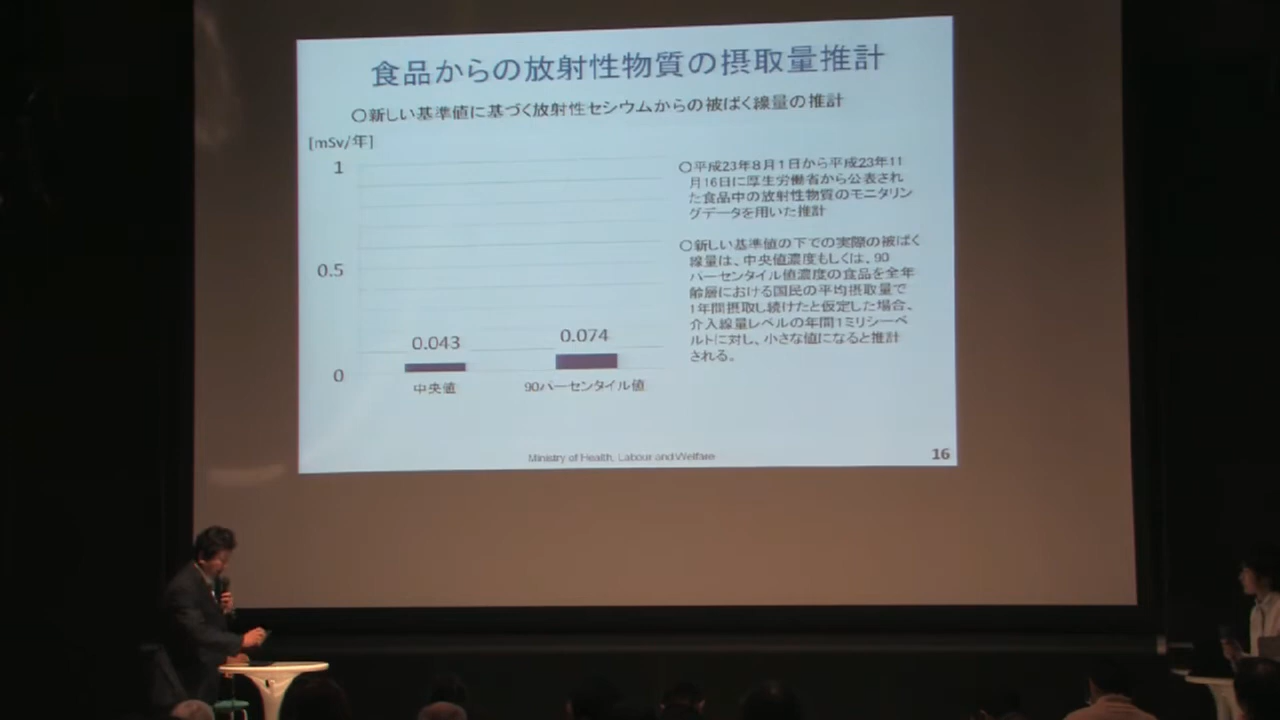 食品からの放射性物質の摂取量推計
○新しい基準値に基づく放射性セシウムからの被ばく線量の推計
[mSv/年]
1
0.5
0
0.043
0.074
中央値
90パーセンタイル値
○平成23年8月1日から平成23年11
月16日に厚生労働省から公表され
た食品中の放射性物質のモニタリン
グデータを用いた推計
○新しい基準値の下での実際の被ばく
線量は、中央値濃度もしくは、90
パーセンタイル値濃度の食品を全年
齢層における国民の平均摂取量で
1年間摂取し続けたと仮定した場合、
介入線量レベルの年間1ミリシーベ
ルトに対し、小さな値になると推計
される。
Ministry of Health, Labour and Welfare
16